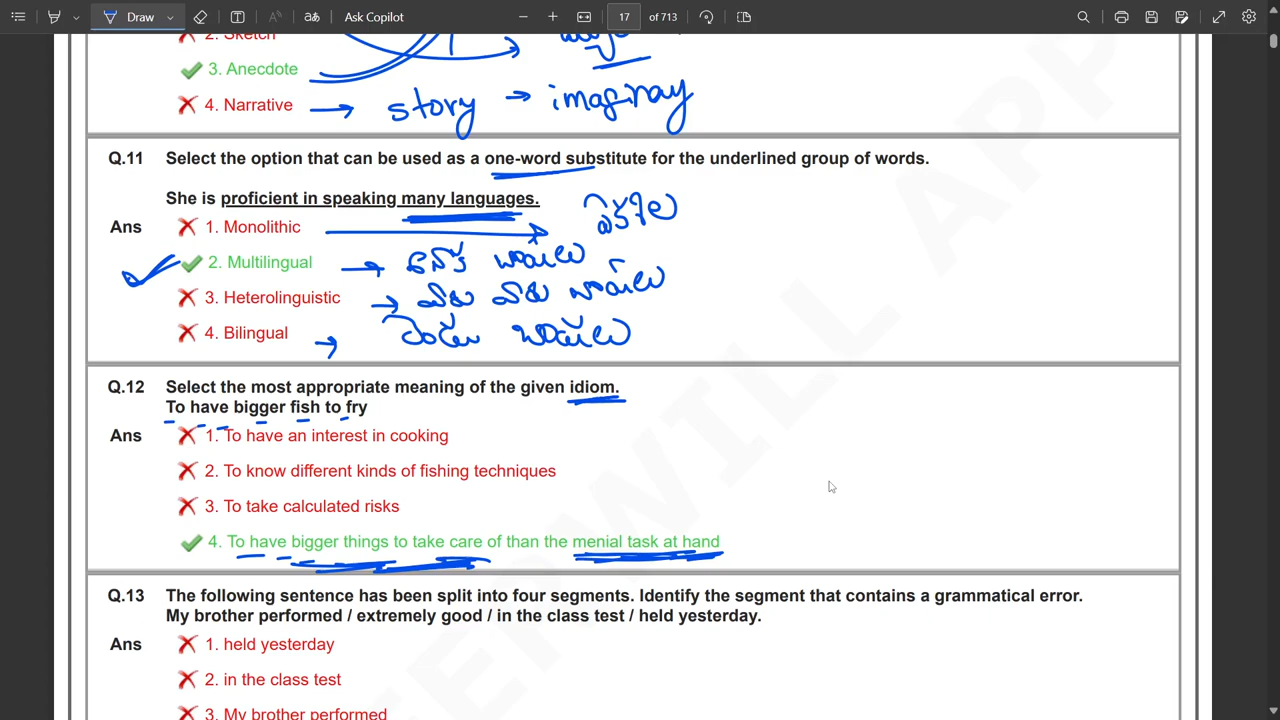 Draw
aあ
Ask Copilot
17 of 713
2. Sketch
3. Anecdote
4. Narrative → story → imaginay
Q.11 Select the option that can be used as a one-word substitute for the underlined group of words.
She is proficient in speaking many languages.
Ans 1. Monolithic
2. Multilingual
3. Heterolinguistic
4. Bilingual
Q.12 Select the most appropriate meaning of the given idiom.
To have bigger fish to fry
Ans 1. To have an interest in cooking
2. To know different kinds of fishing techniques
3. To take calculated risks
4. To have bigger things to take care of than the menial task at hand
Q.13 The following sentence has been split into four segments. Identify the segment that contains a grammatical error.
My brother performed / extremely good / in the class test / held yesterday.
Ans 1. held yesterday
2. in the class test
3. My brother performed